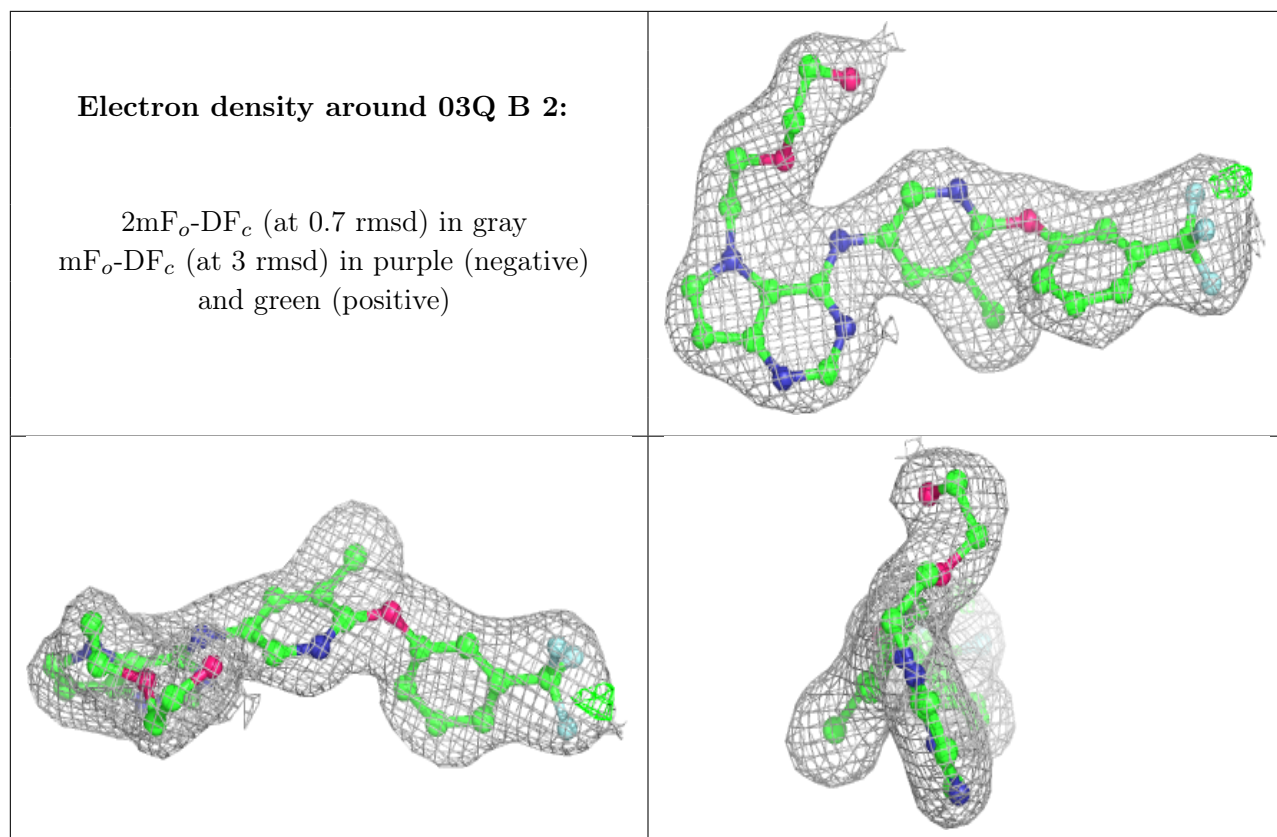 Electron density around 03Q B 2:
2mFo-DFc (at 0.7 rmsd) in gray
mFo-DFc (at 3 rmsd) in purple (negative)
and green (positive)